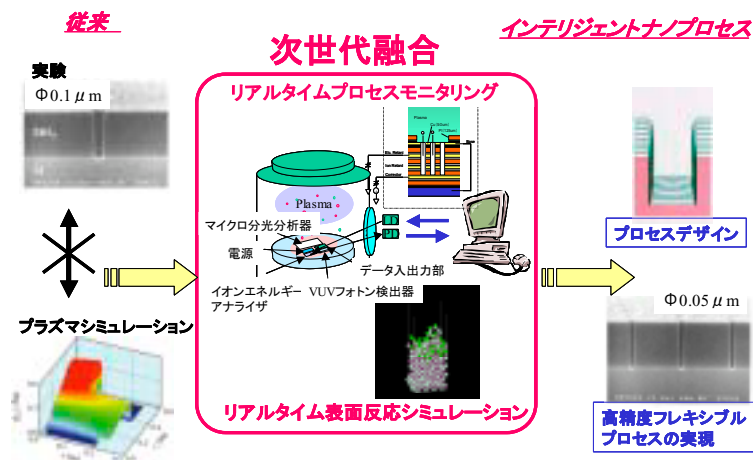 従来
次世代融合
インテリジェントナノプロセス
実験
Φ0.1μm
リアルタイムプロセスモニタリング
Plasma
Plasma
マイクロ分光分析器
電源
データ入出力部
イオンエネルギー
アナライザ
VUVフォトン検出器
プラズマシミュレーション
リアルタイム表面反応シミュレーション
プロセスデザイン
Φ0.05μm
高精度フレキシブル
プロセスの実現